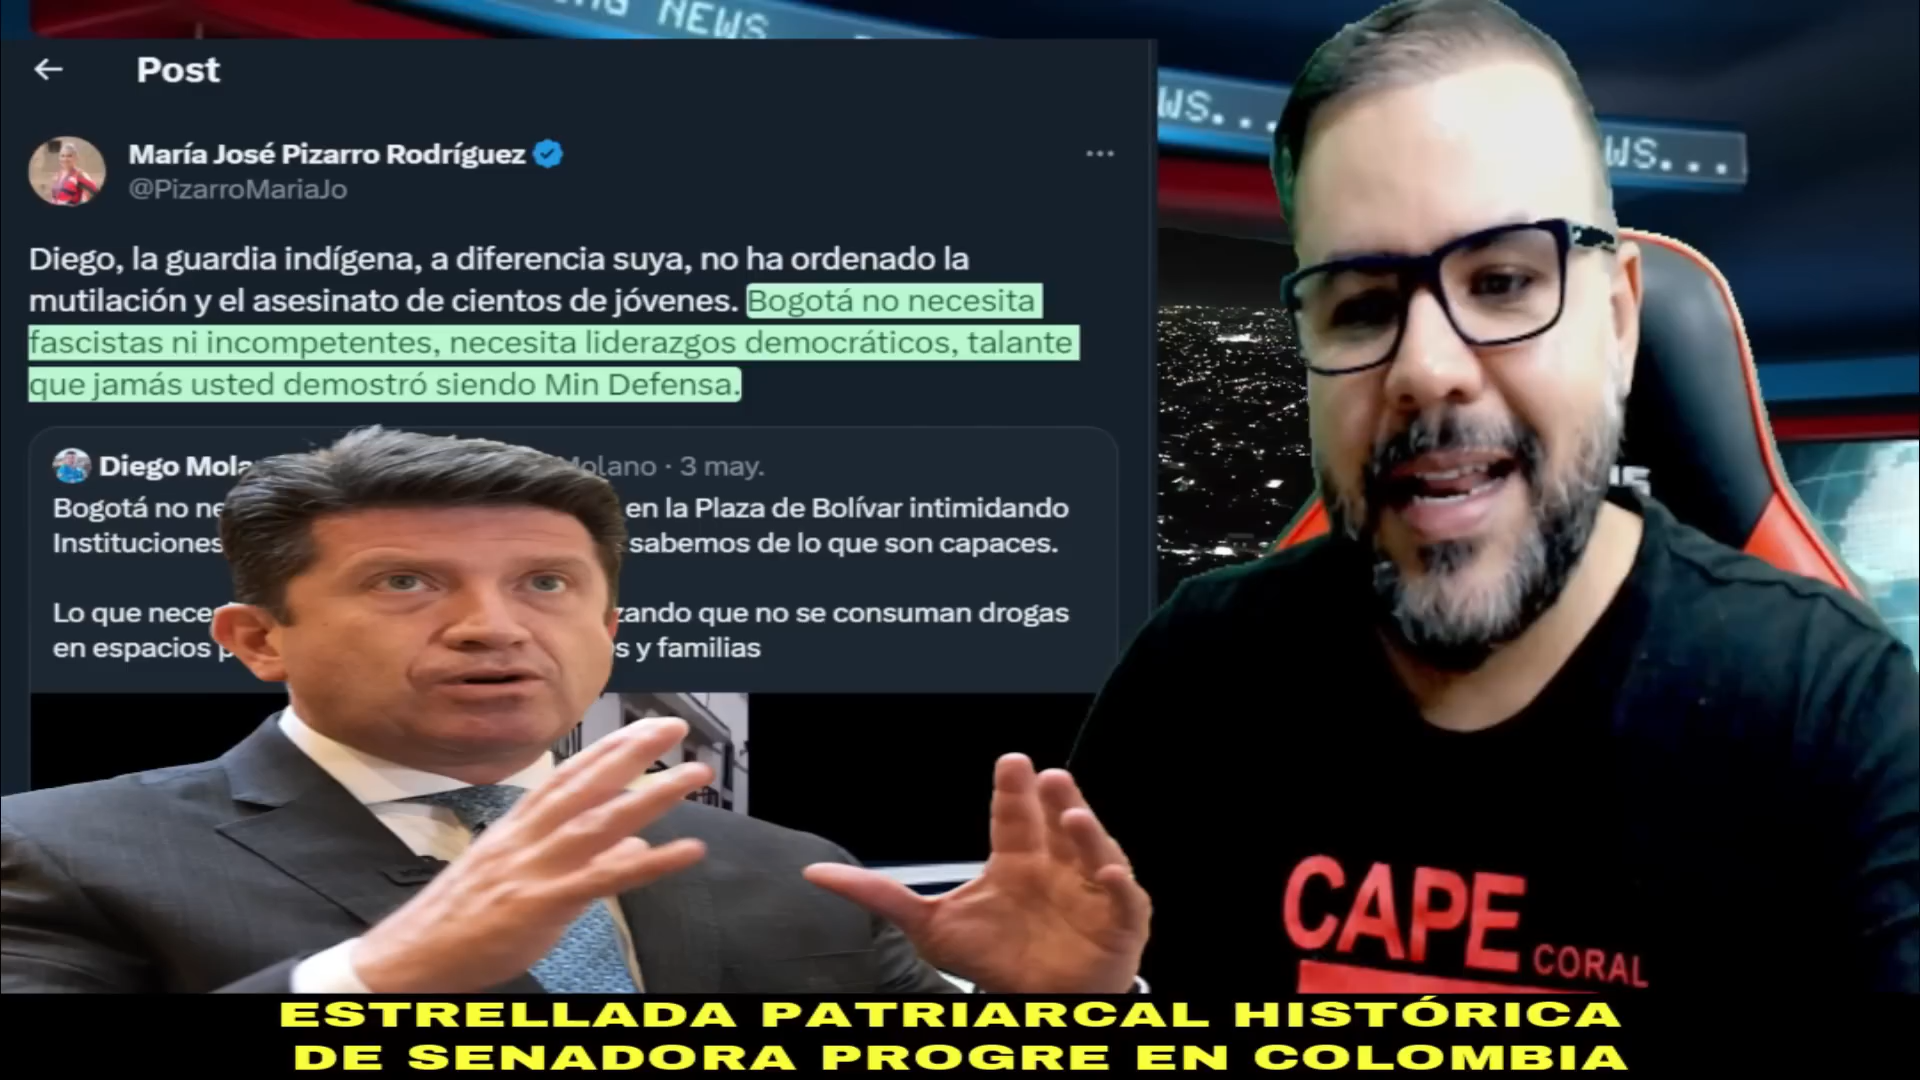 NEWS
WS...
WS...
Post
María José Pizarro Rodríguez
@PizarroMariaJo
Diego, la guardia indígena, a diferencia suya, no ha ordenado la
mutilación y el asesinato de cientos de jóvenes. Bogotá no necesita
fascistas ni incompetentes, necesita liderazgos democráticos, talante
que jamás usted demostró siendo Min Defensa.
Diego Mola Molano · 3 may.
Bogotá no ne en la Plaza de Bolívar intimidando
Instituciones sabemos de lo que son capaces.
Lo que nece zando que no se consuman drogas
en espacios p s y familias
CAPE
CORAL
ESTRELLADA PATRIARCAL HISTÓRICA
DE SENADORA PROGRE EN COLOMBIA